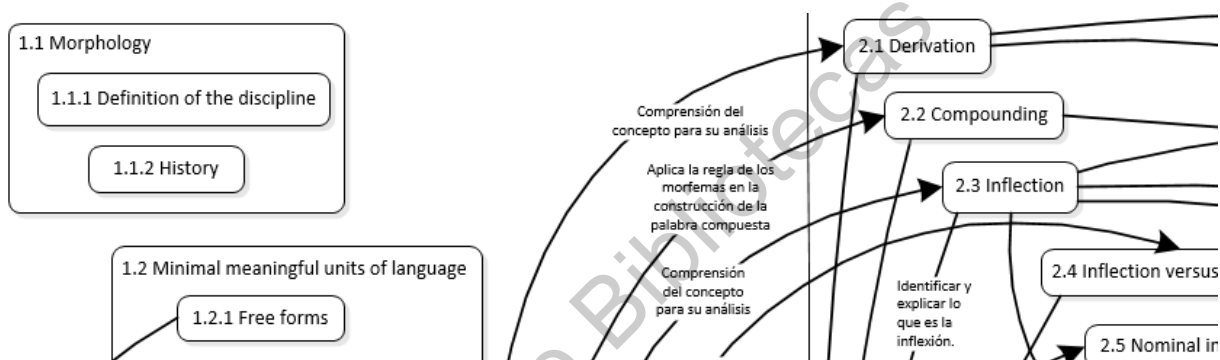 1.1 Morphology
1.1.1 Definition of the discipline
1.1.2 History
1.2 Minimal meaningful units of language
1.2.1 Free forms
Comprensión del
concepto para su análisis
Aplica la regla de los
morfemas en la
construcción de la
palabra compuesta
Comprensión
del concepto
para su análisis
2.1 Derivation
2.2 Compounding
2.3 Inflection
Identificar y
explicar lo
que es la
inflexión.
2.4 Inflection versus
2.5 Nominal in
Bibliotecas